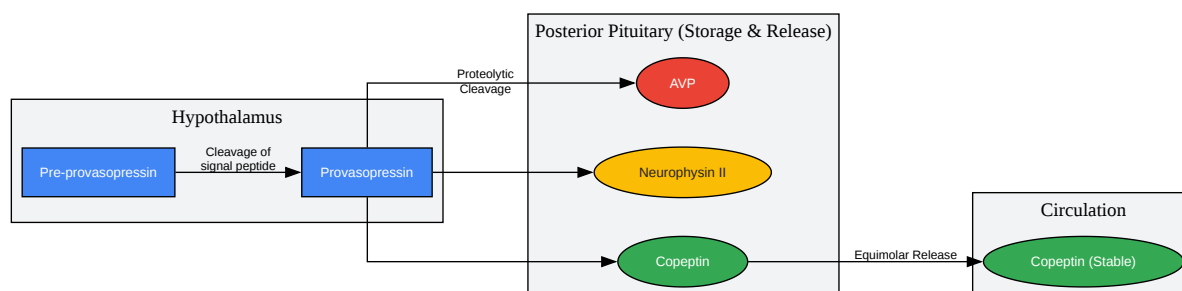 Posterior Pituitary (Storage & Release)
AVP
Proteolytic
Cleavage
Hypothalamus
Pre-provasopressin
Cleavage of
signal peptide
Provasopressin
Neurophysin II
Copeptin
Equimolar Release
Circulation
Copeptin (Stable)